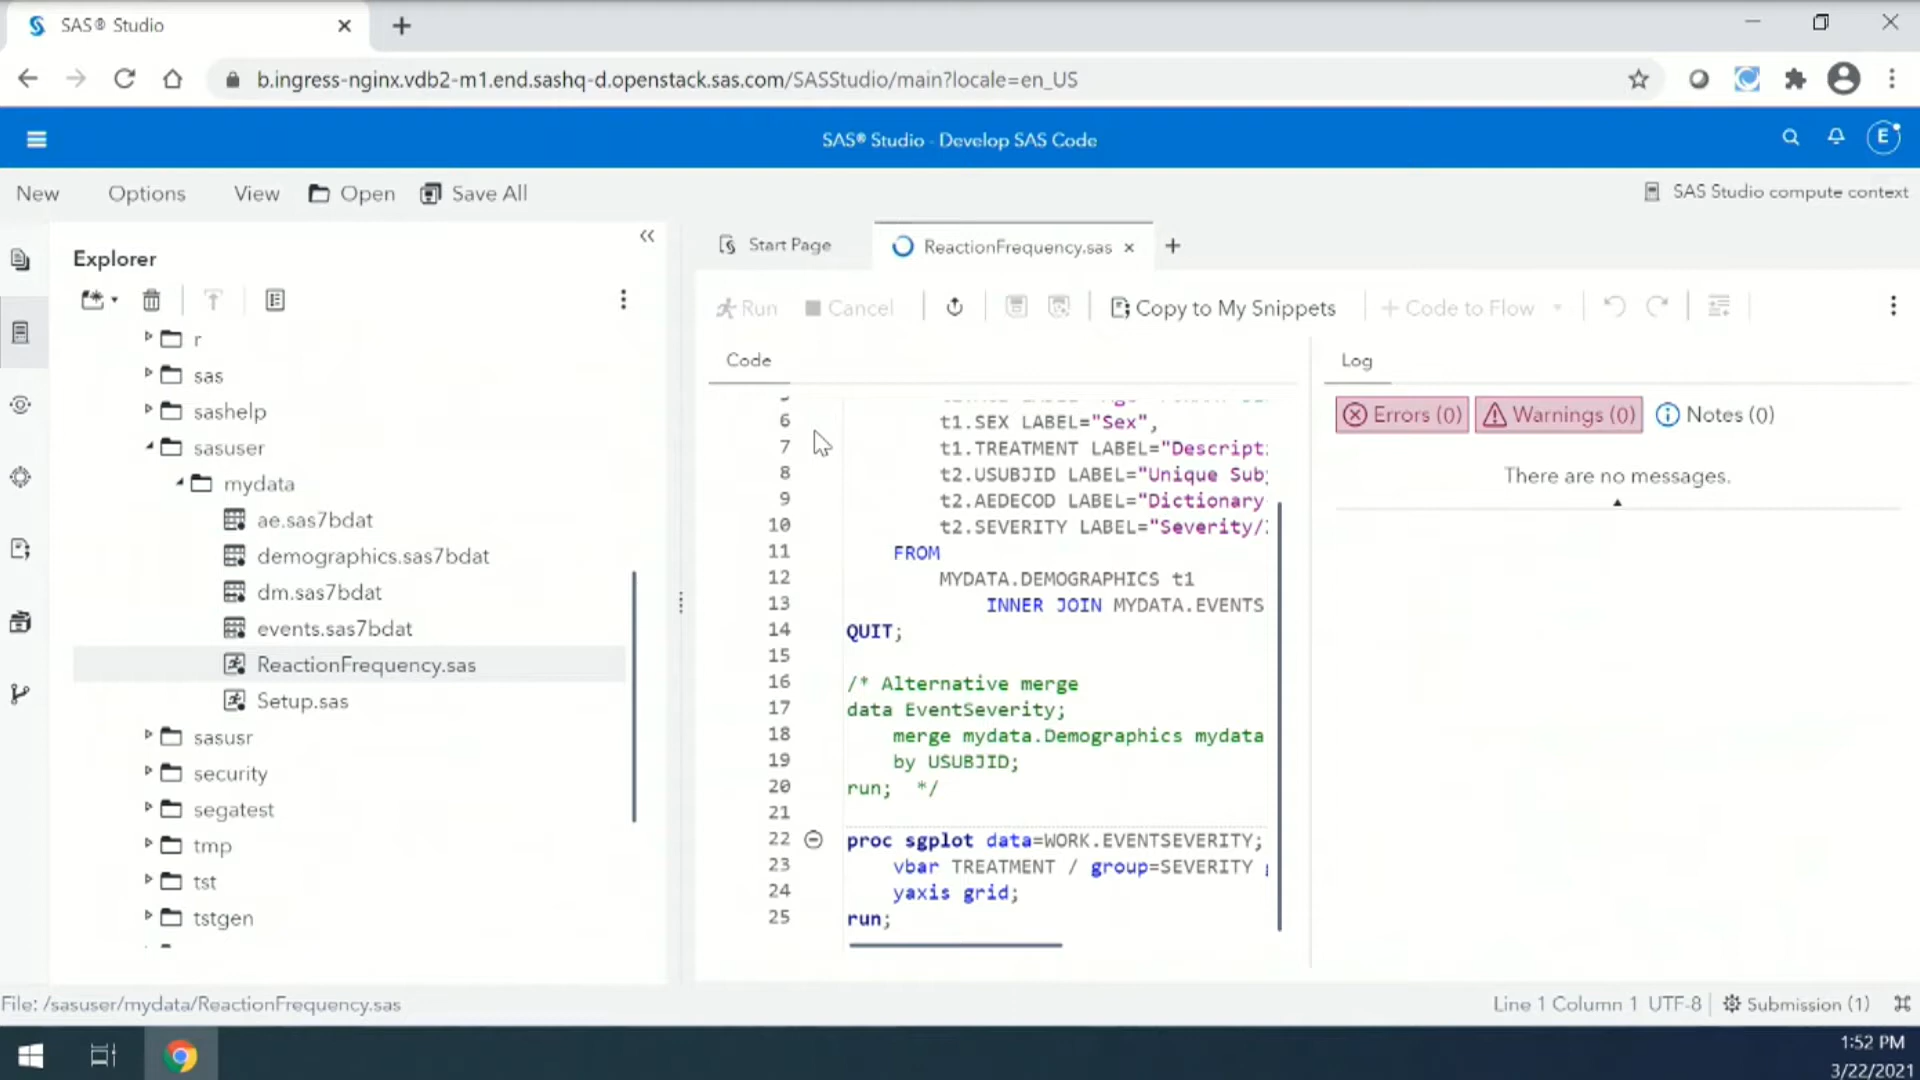 SAS® Studio
b.ingress-nginx.vdb2-m1.end.sashq-d.openstack.sas.com/SASStudio/main?locale=en_US
SAS® Studio - Develop SAS Code
E
New Options View Open Save All
SAS Studio compute context
Explorer
Start Page
ReactionFrequency.sas
Run Cancel Copy to My Snippets + Code to Flow
Code
Log
Errors (0) Warnings (0) Notes (0)
There are no messages.
r
sas
sashelp
sasuser
mydata
ae.sas7bdat
demographics.sas7bdat
dm.sas7bdat
events.sas7bdat
ReactionFrequency.sas
Setup.sas
sasusr
security
segatest
tmp
tst
tstgen
6 t1.SEX LABEL="Sex",
7 t1.TREATMENT LABEL="Descript
8 t2.USUBJID LABEL="Unique Sub
9 t2.AEDECOD LABEL="Dictionary
10 t2.SEVERITY LABEL="Severity/
11 FROM
12 MYDATA.DEMOGRAPHICS t1
13 INNER JOIN MYDATA.EVENTS
14 QUIT;
15
16 /* Alternative merge
17 data EventSeverity;
18 merge mydata.Demographics mydata
19 by USUBJID;
20 run; */
21
22 proc sgplot data=WORK.EVENTSEVERITY;
23 vbar TREATMENT / group=SEVERITY
24 yaxis grid;
25 run;
File: /sasuser/mydata/ReactionFrequency.sas
Line 1 Column 1 UTF-8 Submission (1)
1:52 PM
3/22/2021